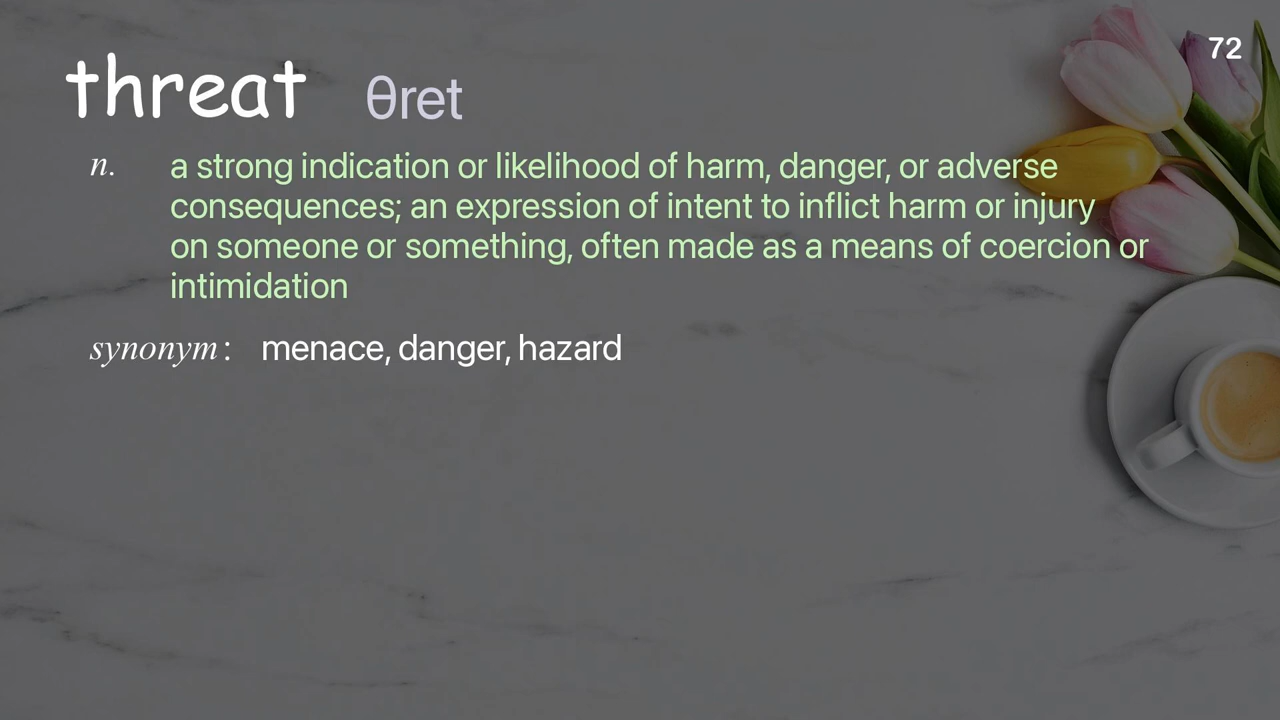 72
threat θret
n. a strong indication or likelihood of harm, danger, or adverse
consequences; an expression of intent to inflict harm or injury
on someone or something, often made as a means of coercion or
intimidation
synonym : menace, danger, hazard